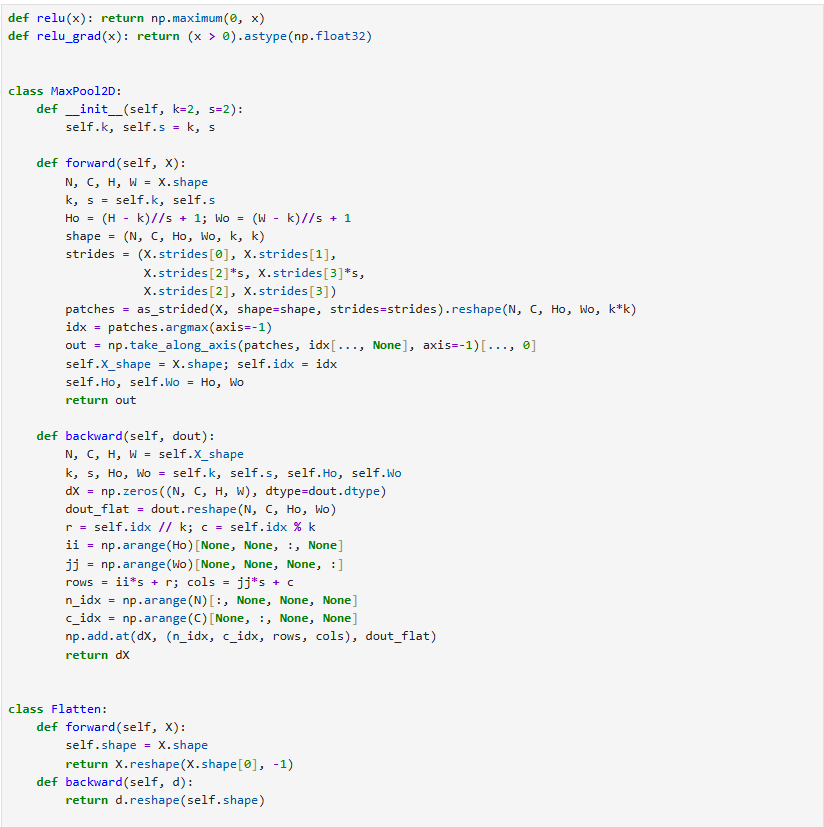 def relu(x): return np.maximum(0, x)
def relu_grad(x): return (x > 0).astype(np.float32)


class MaxPool2D:
    def __init__(self, k=2, s=2):
        self.k, self.s = k, s

    def forward(self, X):
        N, C, H, W = X.shape
        k, s = self.k, self.s
        Ho = (H - k)//s + 1; Wo = (W - k)//s + 1
        shape = (N, C, Ho, Wo, k, k)
        strides = (X.strides[0], X.strides[1],
                   X.strides[2]*s, X.strides[3]*s,
                   X.strides[2], X.strides[3])
        patches = as_strided(X, shape=shape, strides=strides).reshape(N, C, Ho, Wo, k*k)
        idx = patches.argmax(axis=-1)
        out = np.take_along_axis(patches, idx[..., None], axis=-1)[..., 0]
        self.X_shape = X.shape; self.idx = idx
        self.Ho, self.Wo = Ho, Wo
        return out

    def backward(self, dout):
        N, C, H, W = self.X_shape
        k, s, Ho, Wo = self.k, self.s, self.Ho, self.Wo
        dX = np.zeros((N, C, H, W), dtype=dout.dtype)
        dout_flat = dout.reshape(N, C, Ho, Wo)
        r = self.idx // k; c = self.idx % k
        ii = np.arange(Ho)[None, None, :, None]
        jj = np.arange(Wo)[None, None, None, :]
        rows = ii*s + r; cols = jj*s + c
        n_idx = np.arange(N)[:, None, None, None]
        c_idx = np.arange(C)[None, :, None, None]
        np.add.at(dX, (n_idx, c_idx, rows, cols), dout_flat)
        return dX


class Flatten:
    def forward(self, X):
        self.shape = X.shape
        return X.reshape(X.shape[0], -1)
    def backward(self, d):
        return d.reshape(self.shape)